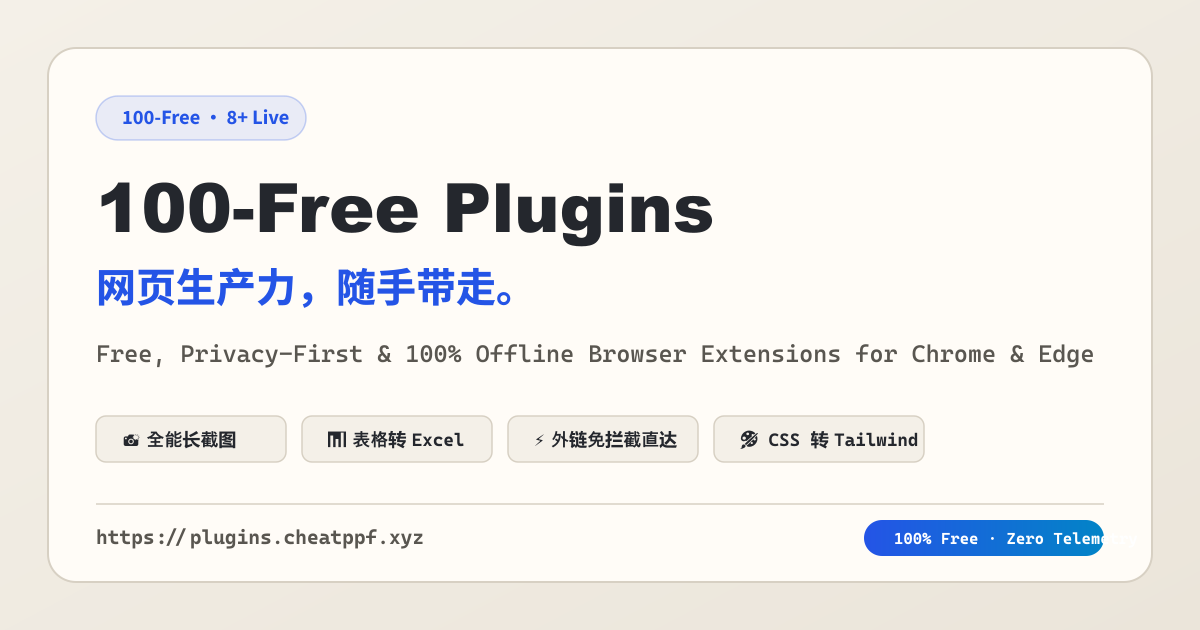 100-Free • 8+ Live
100-Free Plugins
网页生产力，随手带走。
Free, Privacy-First & 100% Offline Browser Extensions for Chrome & Edge
📷 全能长截图
表格转 Excel
⚡ 外链免拦截直达
🎨 CSS 转 Tailwind
https://plugins.cheatppf.xyz
100% Free · Zero Telemetry